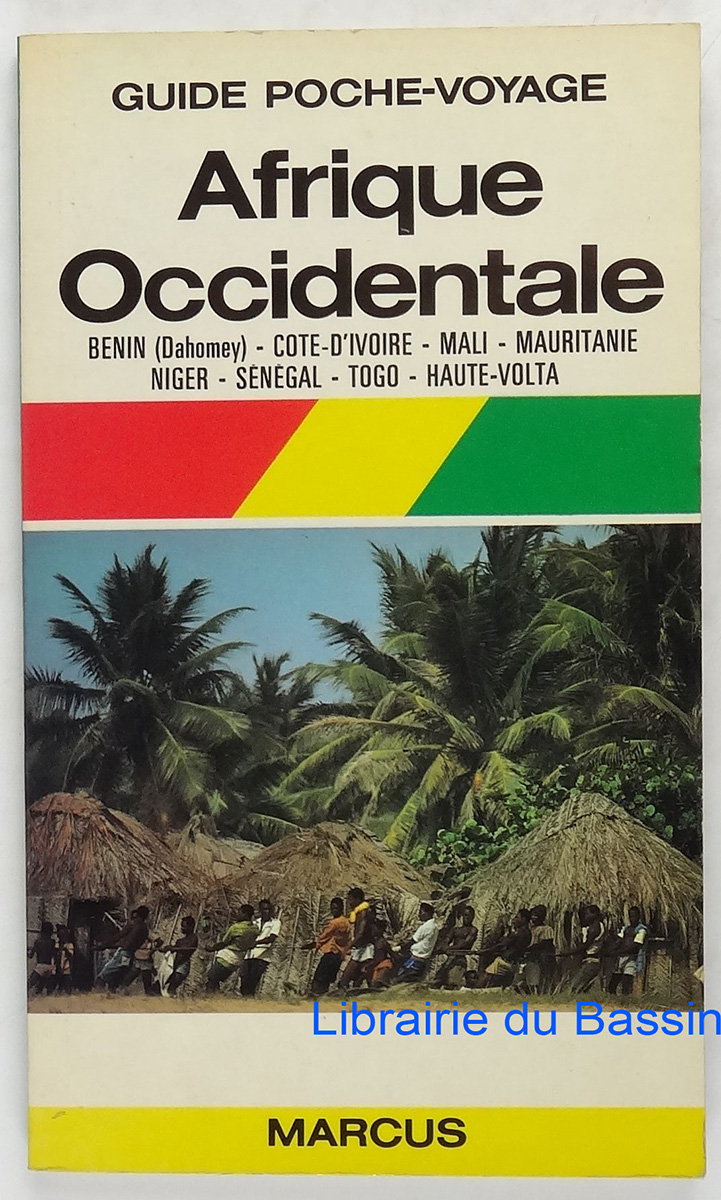 GUIDE POCHE-VOYAGE
Afrique
Occidentale
BENIN (Dahomey) - COTE-D'IVOIRE - MALI - MAURITANIE
NIGER - SÉNÉGAL - TOGO - HAUTE-VOLTA
Librairie du Bassin
MARCUS